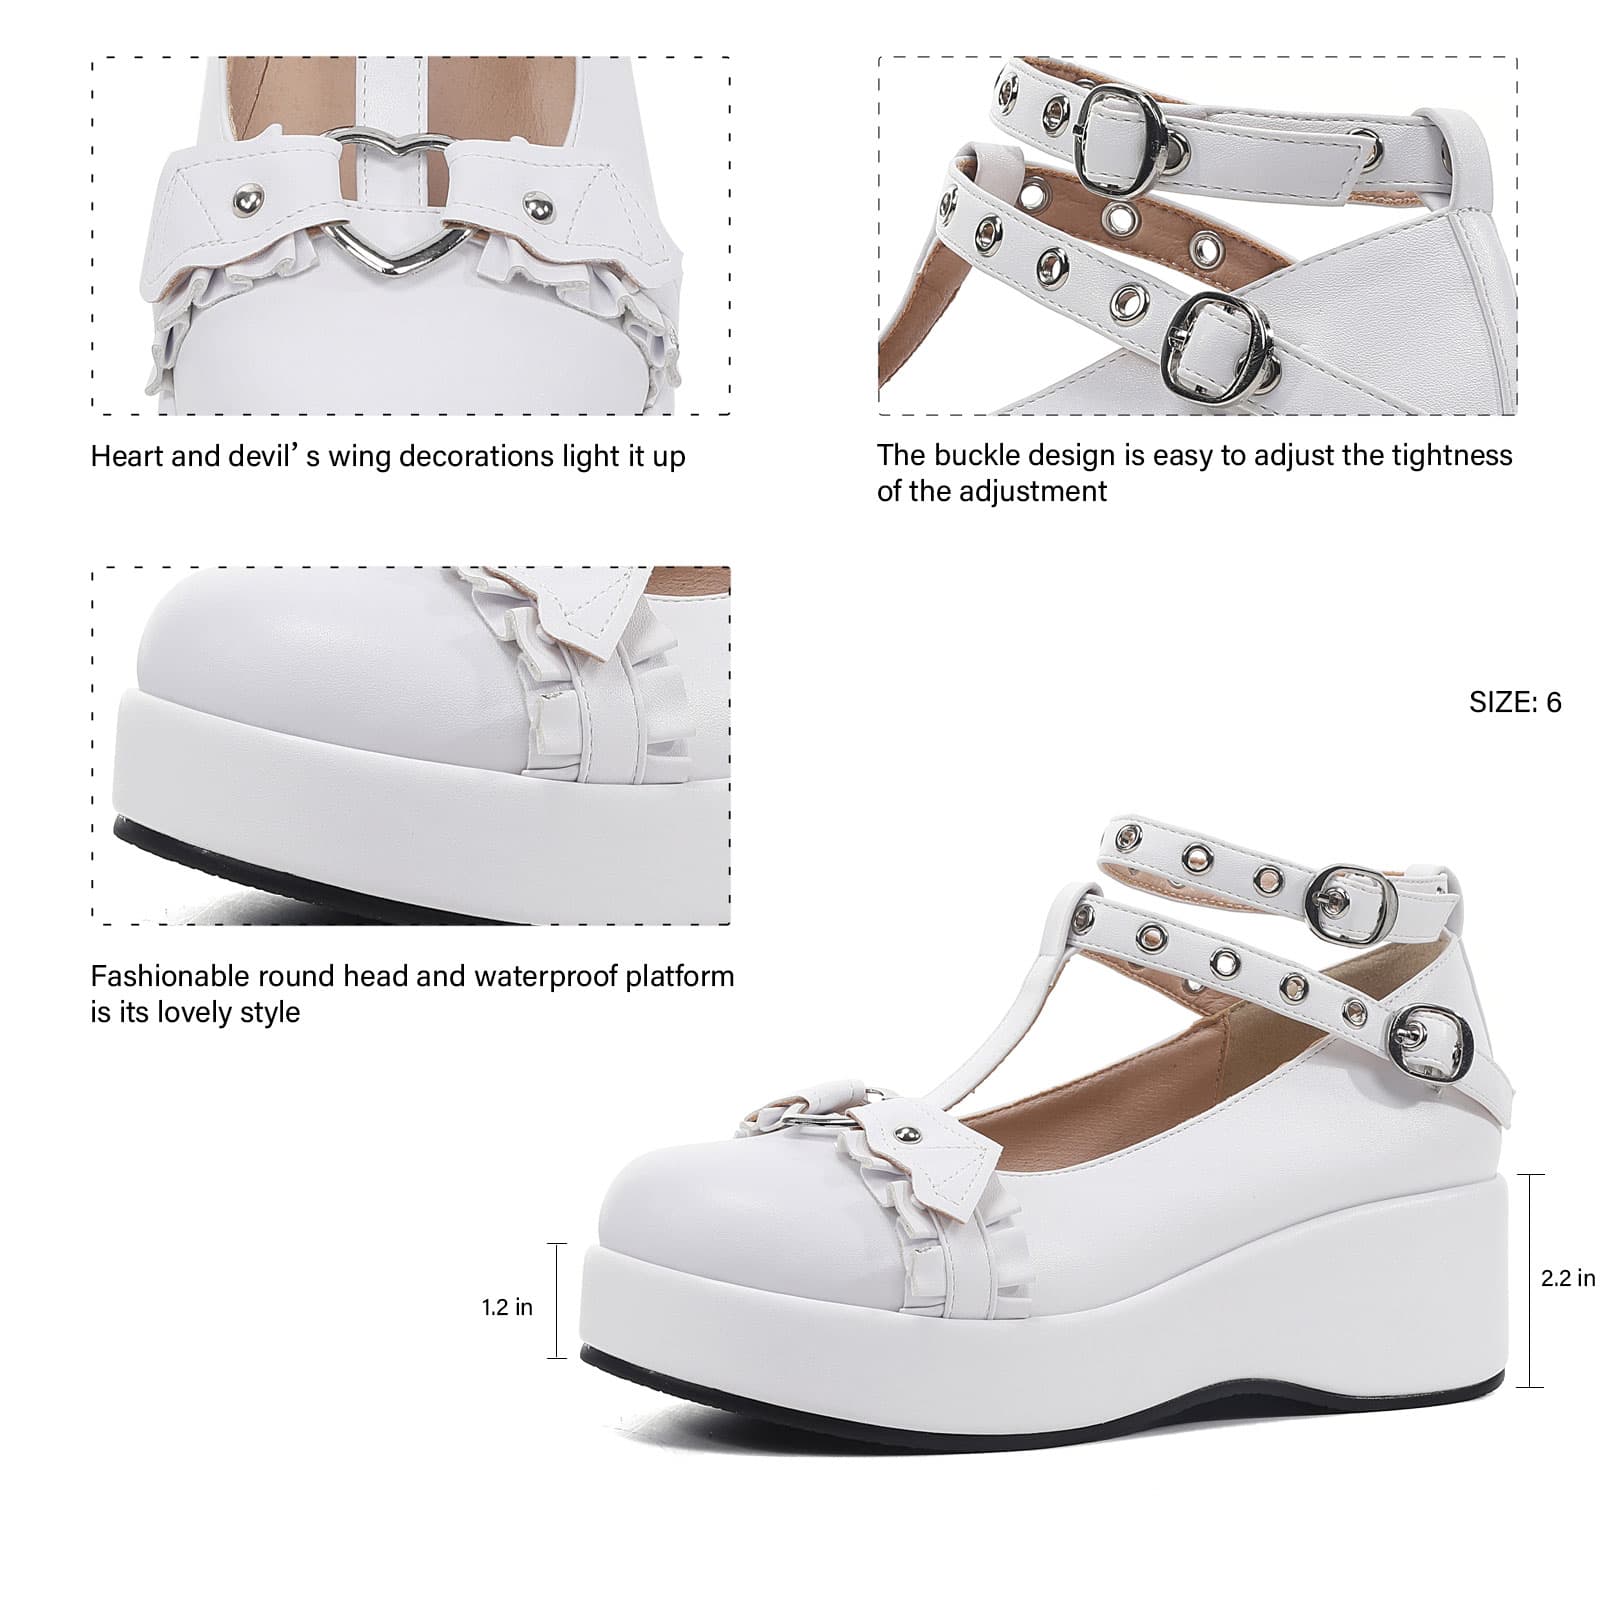 Heart and devil’s wing decorations light it up
The buckle design is easy to adjust the tightness
of the adjustment
Fashionable round head and waterproof platform
is its lovely style
SIZE: 6
1.2 in
2.2 in